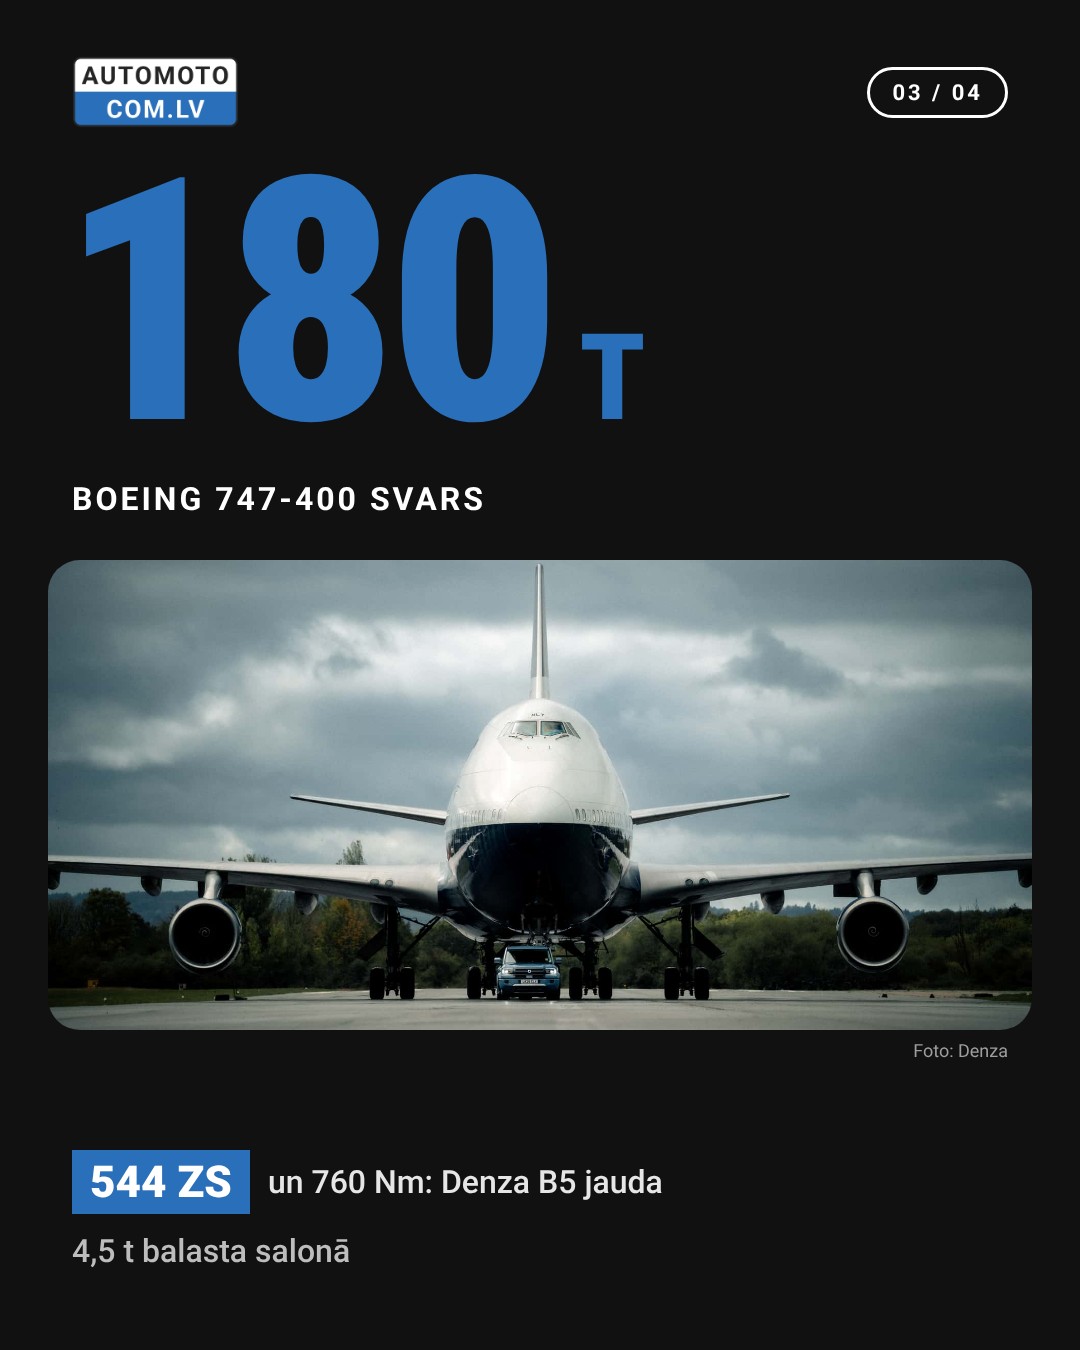 AUTOMOTO
COM.LV
03 / 04
180 T
BOEING 747-400 SVARS
Foto: Denza
544 ZS un 760 Nm: Denza B5 jauda
4,5 t balasta salonā